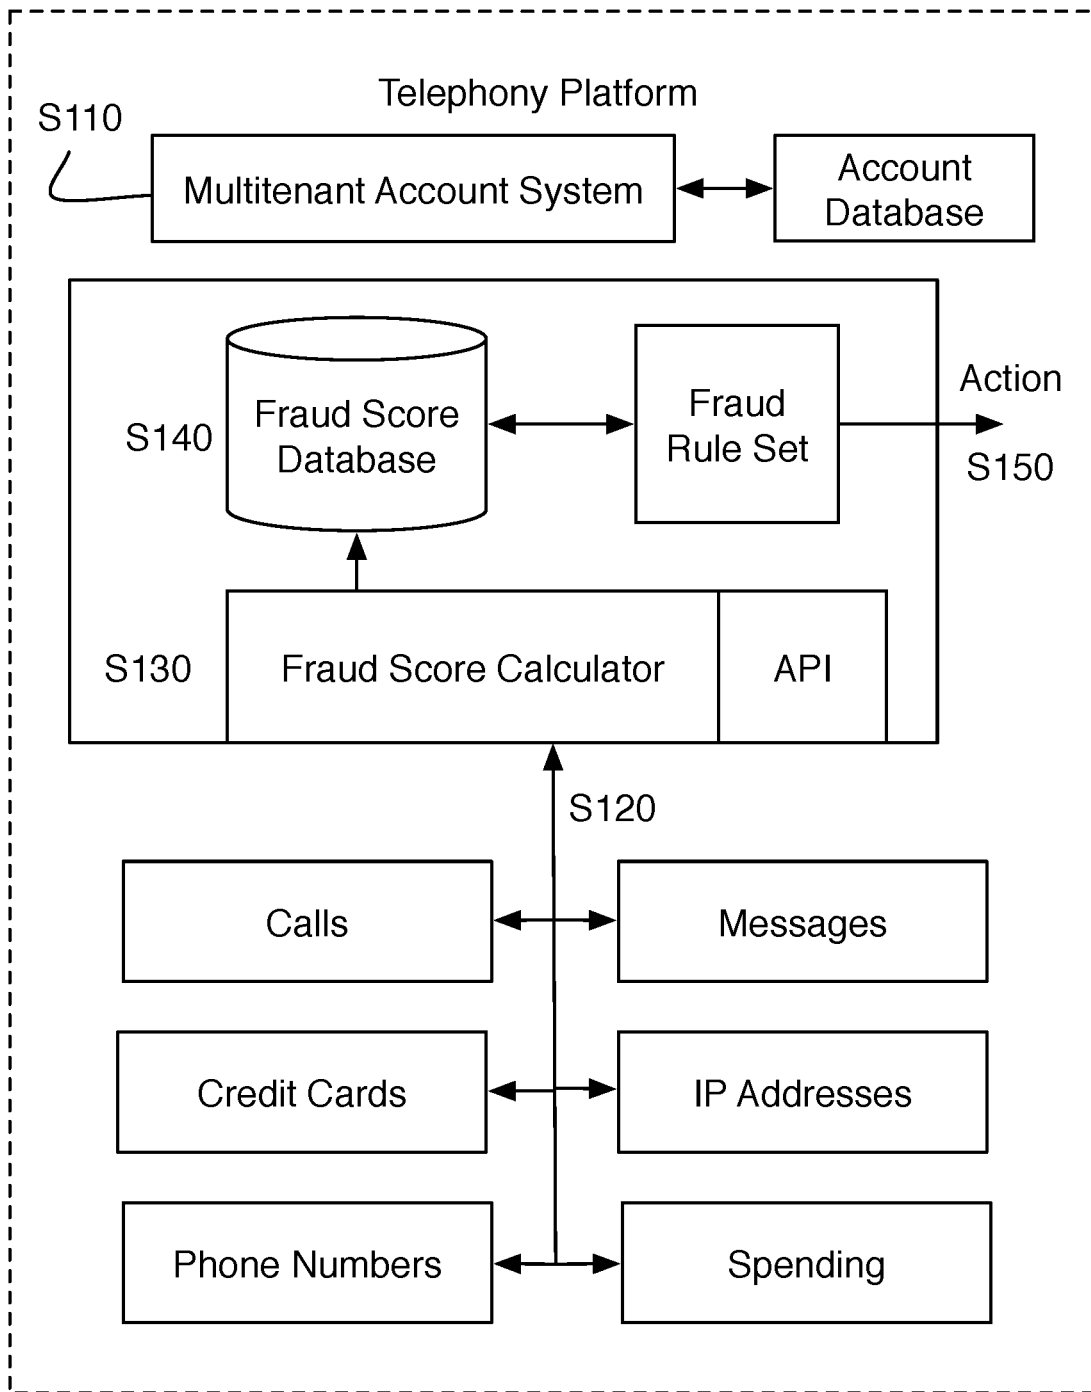 Telephony Platform
S110
Multitenant Account System
Account
Database
Fraud Score
Database
S140
Fraud
Rule Set
Action
S150
S130
Fraud Score Calculator
API
S120
Calls
Messages
Credit Cards
IP Addresses
Phone Numbers
Spending